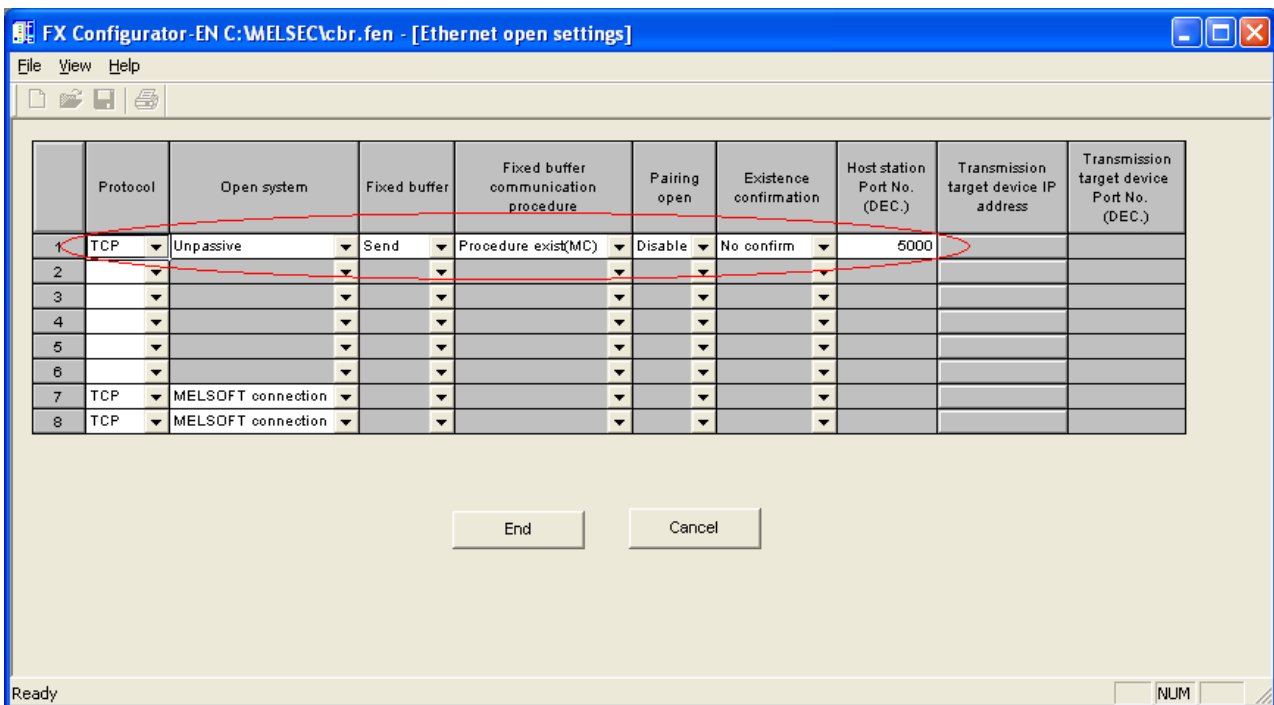 FX Configurator-EN C:\MELSEC\cbr.fen - [Ethernet open settings]
File View Help
Protocol
Open system
Fixed buffer
Fixed buffer
communication
procedure
Pairing
open
Existence
confirmation
Host station
Port No.
(DEC.)
Transmission
target device IP
address
Transmission
target device
Port No.
(DEC.)
1 TCP Unpassive Send Procedure exist(MC) Disable No confirm 5000
2
3
4
5
6
7 TCP MELSOFT connection
8 TCP MELSOFT connection
End Cancel
Ready NUM